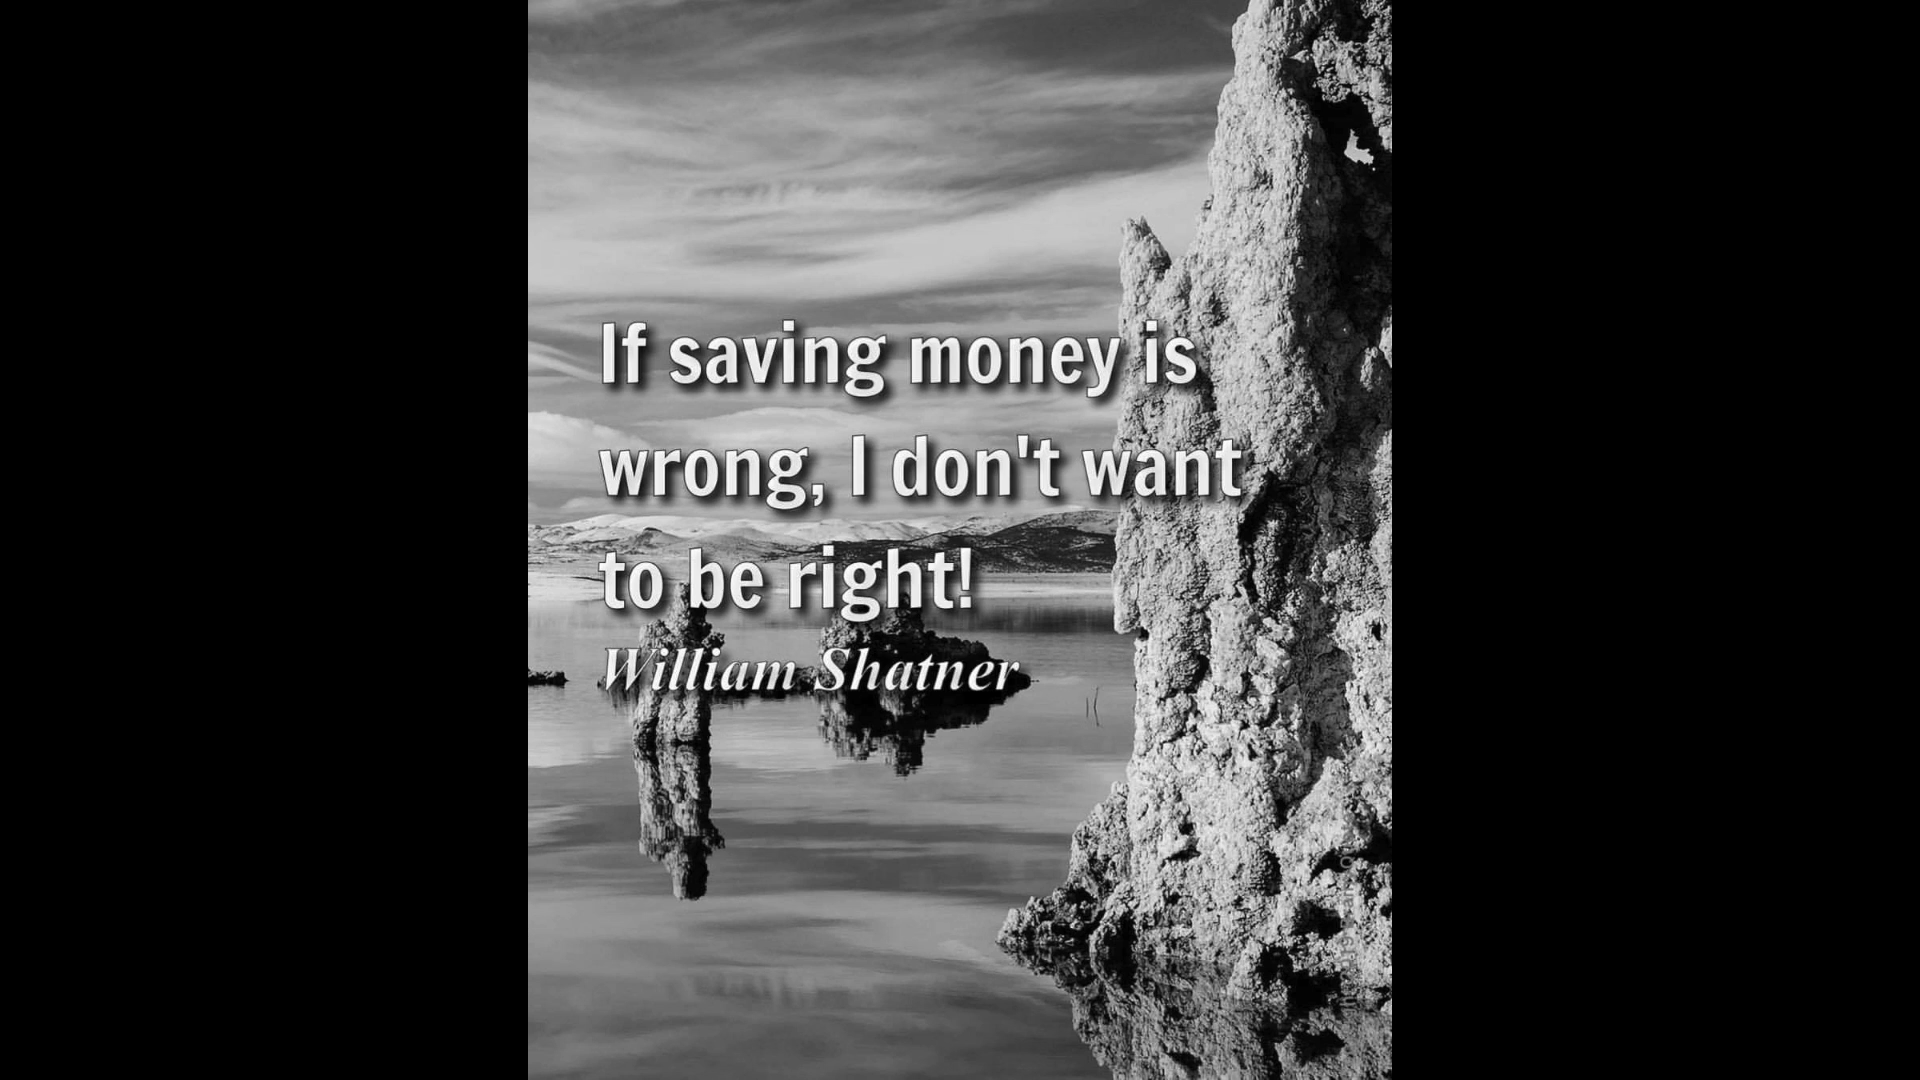 If saving money is
wrong, I don't want
to be right!
William Shatner